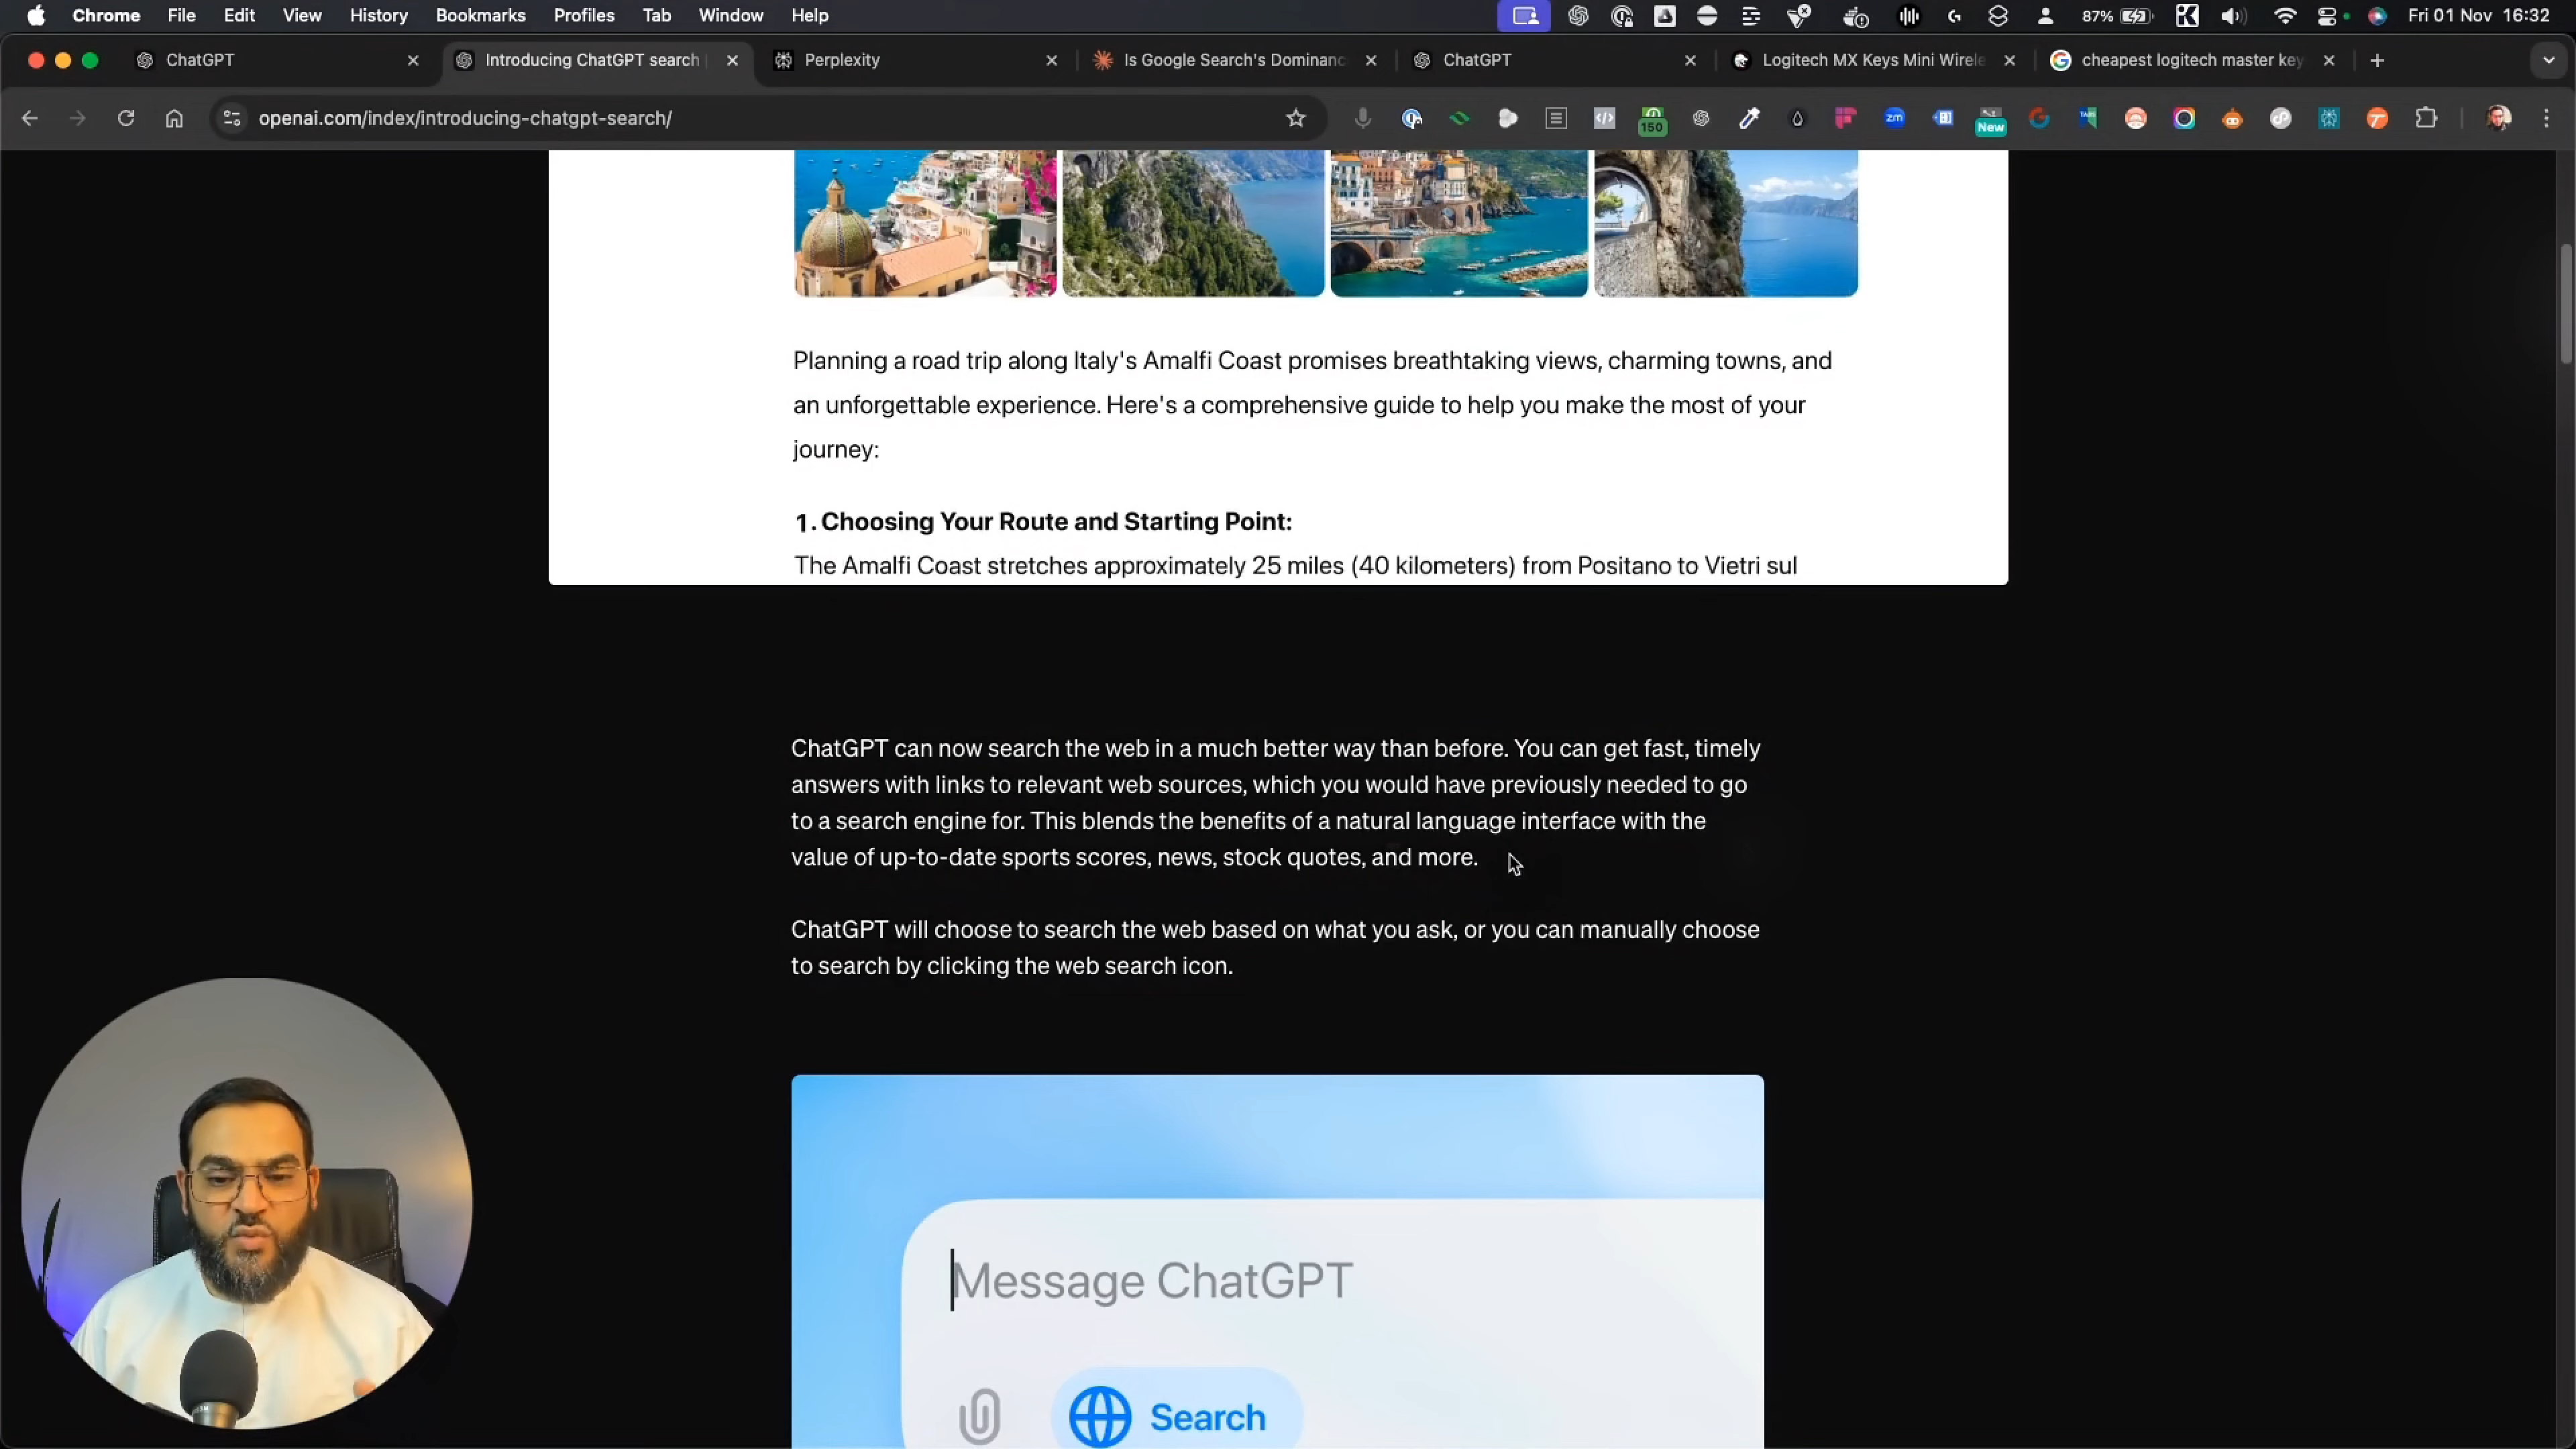 Chrome File Edit View History Bookmarks Profiles Tab Window Help 87% Fri 01 Nov 16:32
ChatGPT Introducing ChatGPT search | Perplexity Is Google Search's Dominanc ChatGPT Logitech MX Keys Mini Wirele cheapest logitech master key
openai.com/index/introducing-chatgpt-search/
150 zm New TABS
Planning a road trip along Italy's Amalfi Coast promises breathtaking views, charming towns, and
an unforgettable experience. Here's a comprehensive guide to help you make the most of your
journey:
1. Choosing Your Route and Starting Point:
The Amalfi Coast stretches approximately 25 miles (40 kilometers) from Positano to Vietri sul
ChatGPT can now search the web in a much better way than before. You can get fast, timely
answers with links to relevant web sources, which you would have previously needed to go
to a search engine for. This blends the benefits of a natural language interface with the
value of up-to-date sports scores, news, stock quotes, and more.
ChatGPT will choose to search the web based on what you ask, or you can manually choose
to search by clicking the web search icon.
Message ChatGPT
Search